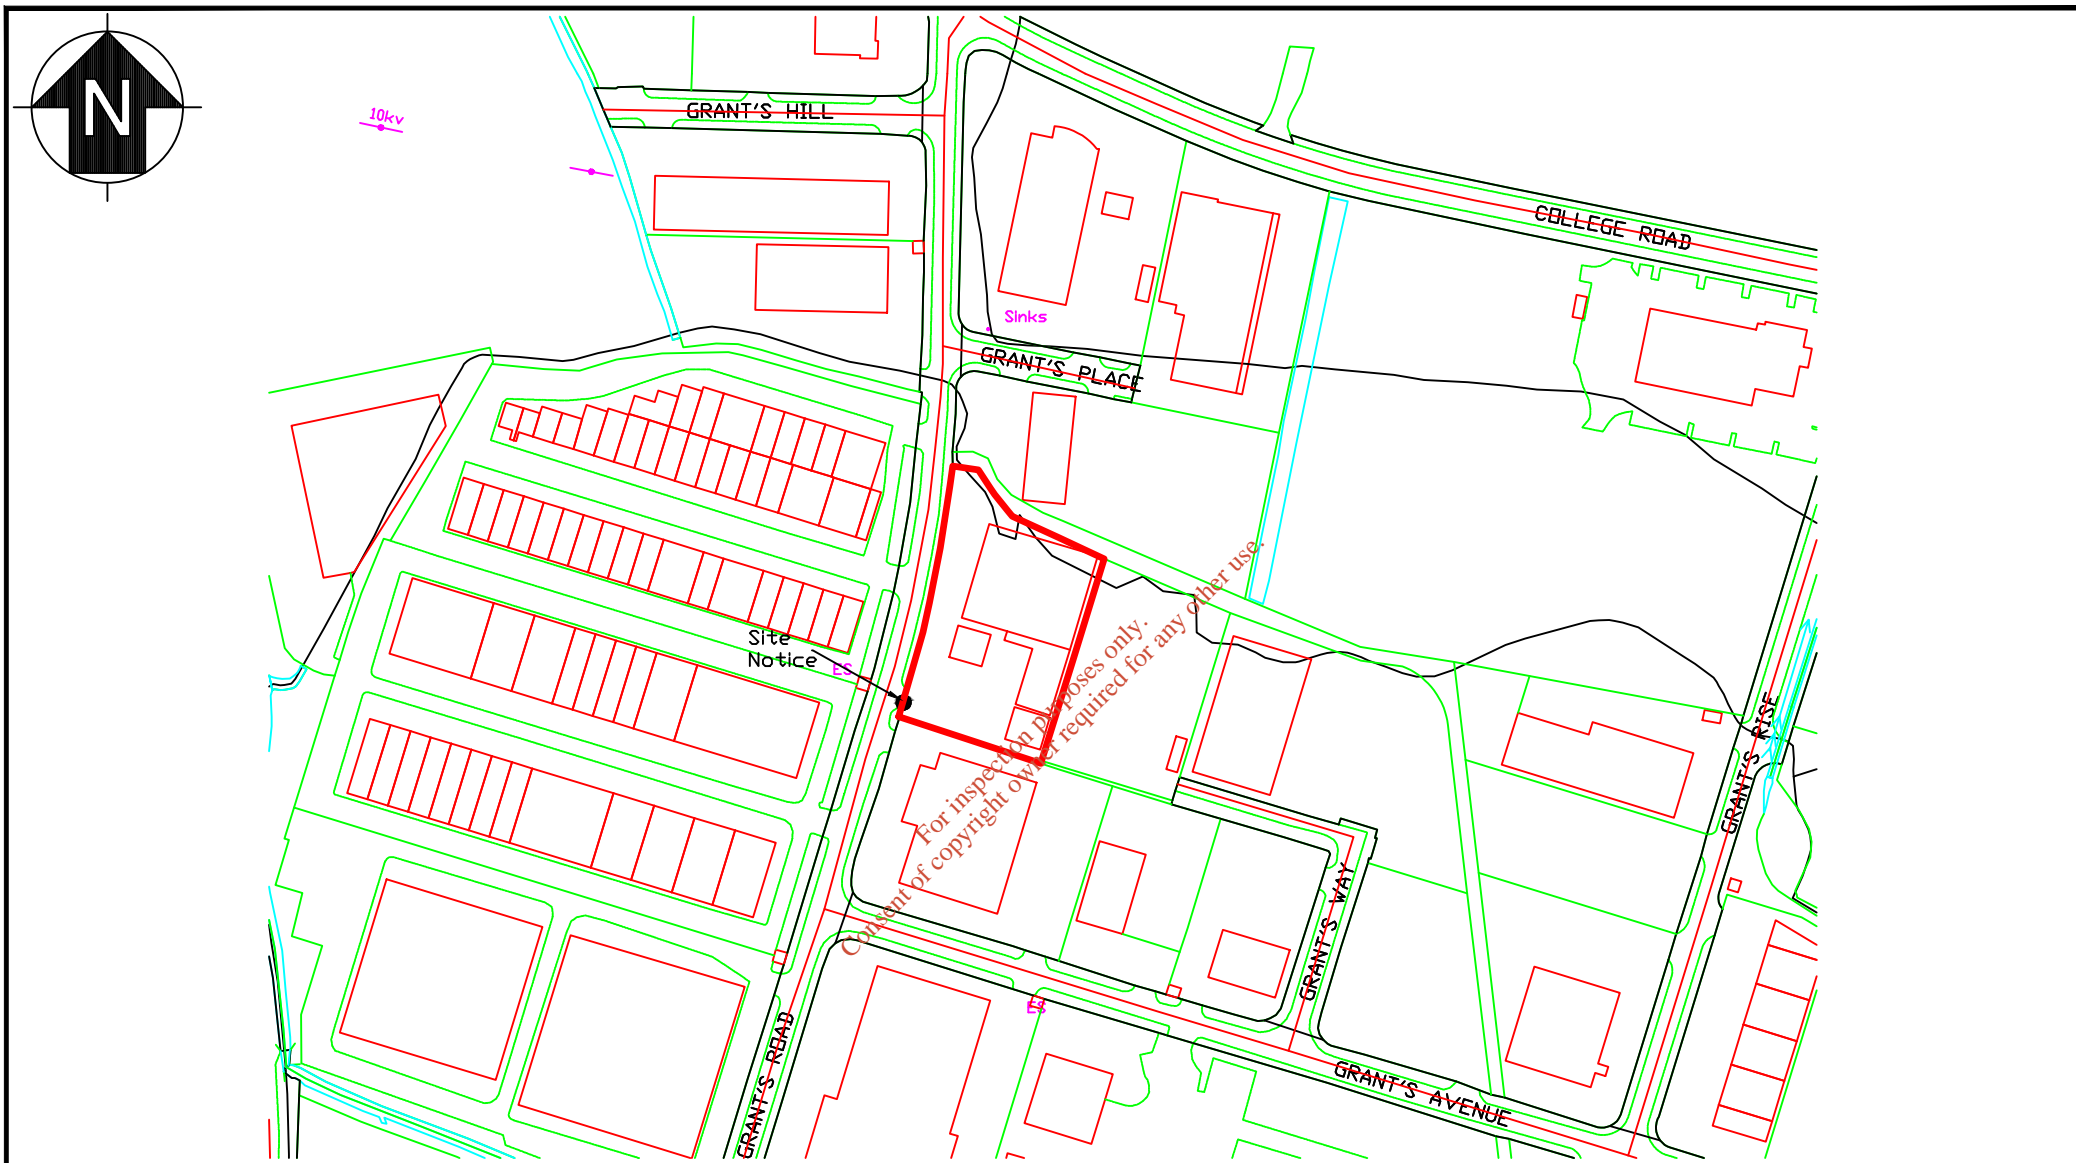 N
10kv
GRANT'S HILL
COLLEGE ROAD
Sinks
GRANT'S PLACE
Site
Notice
ES
For inspection purposes only.
Consent of copyright owner required for any other use.
GRANT'S RISE
GRANT'S WAY
ES
GRANT'S ROAD
GRANT'S AVENUE